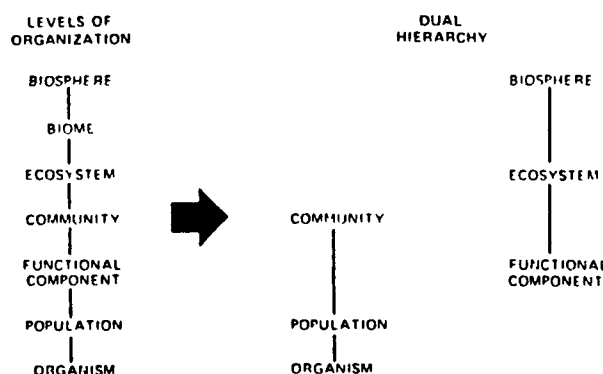 LEVELS OF
ORGANIZATION
BIOSPHERE
BIOME
ECOSYSTEM
COMMUNITY
FUNCTIONAL
COMPONENT
POPULATION
ORGANISM
DUAL
HIERARCHY
COMMUNITY
POPULATION
ORGANISM
BIOSPHERE
ECOSYSTEM
FUNCTIONAL
COMPONENT